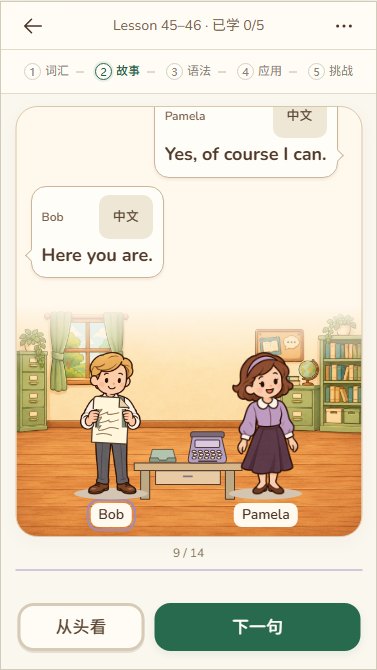 Lesson 45–46 · 已学 0/5
1 词汇 – 2 故事 – 3 语法 – 4 应用 – 5 挑战
Pamela
中文
Yes, of course I can.
Bob
中文
Here you are.
Bob
Pamela
9 / 14
从头看
下一句